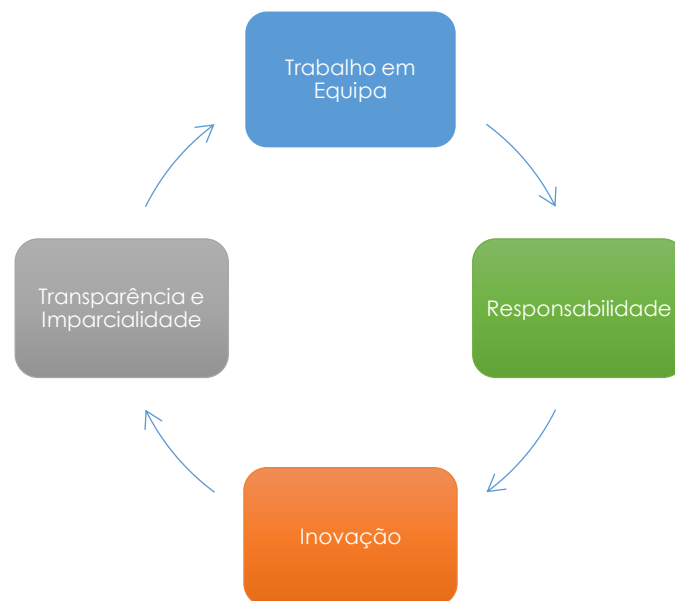 Trabalho em
Equipa
Transparência e
Imparcialidade
Responsabilidade
Inovação